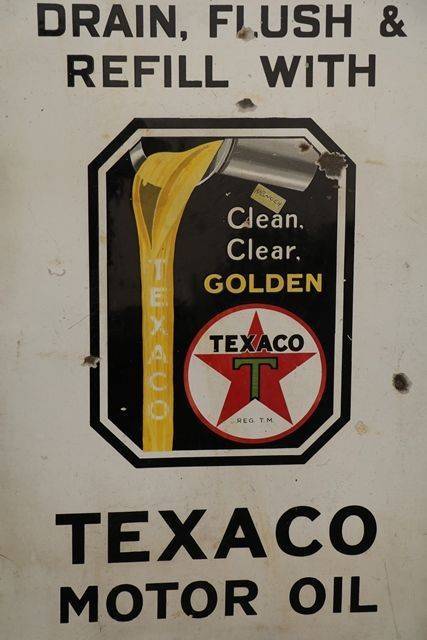 DRAIN, FLUSH &
REFILL WITH
Clean,
Clear,
GOLDEN
TEXACO
TEXACO
T
REG. T.M.
TEXACO
MOTOR OIL